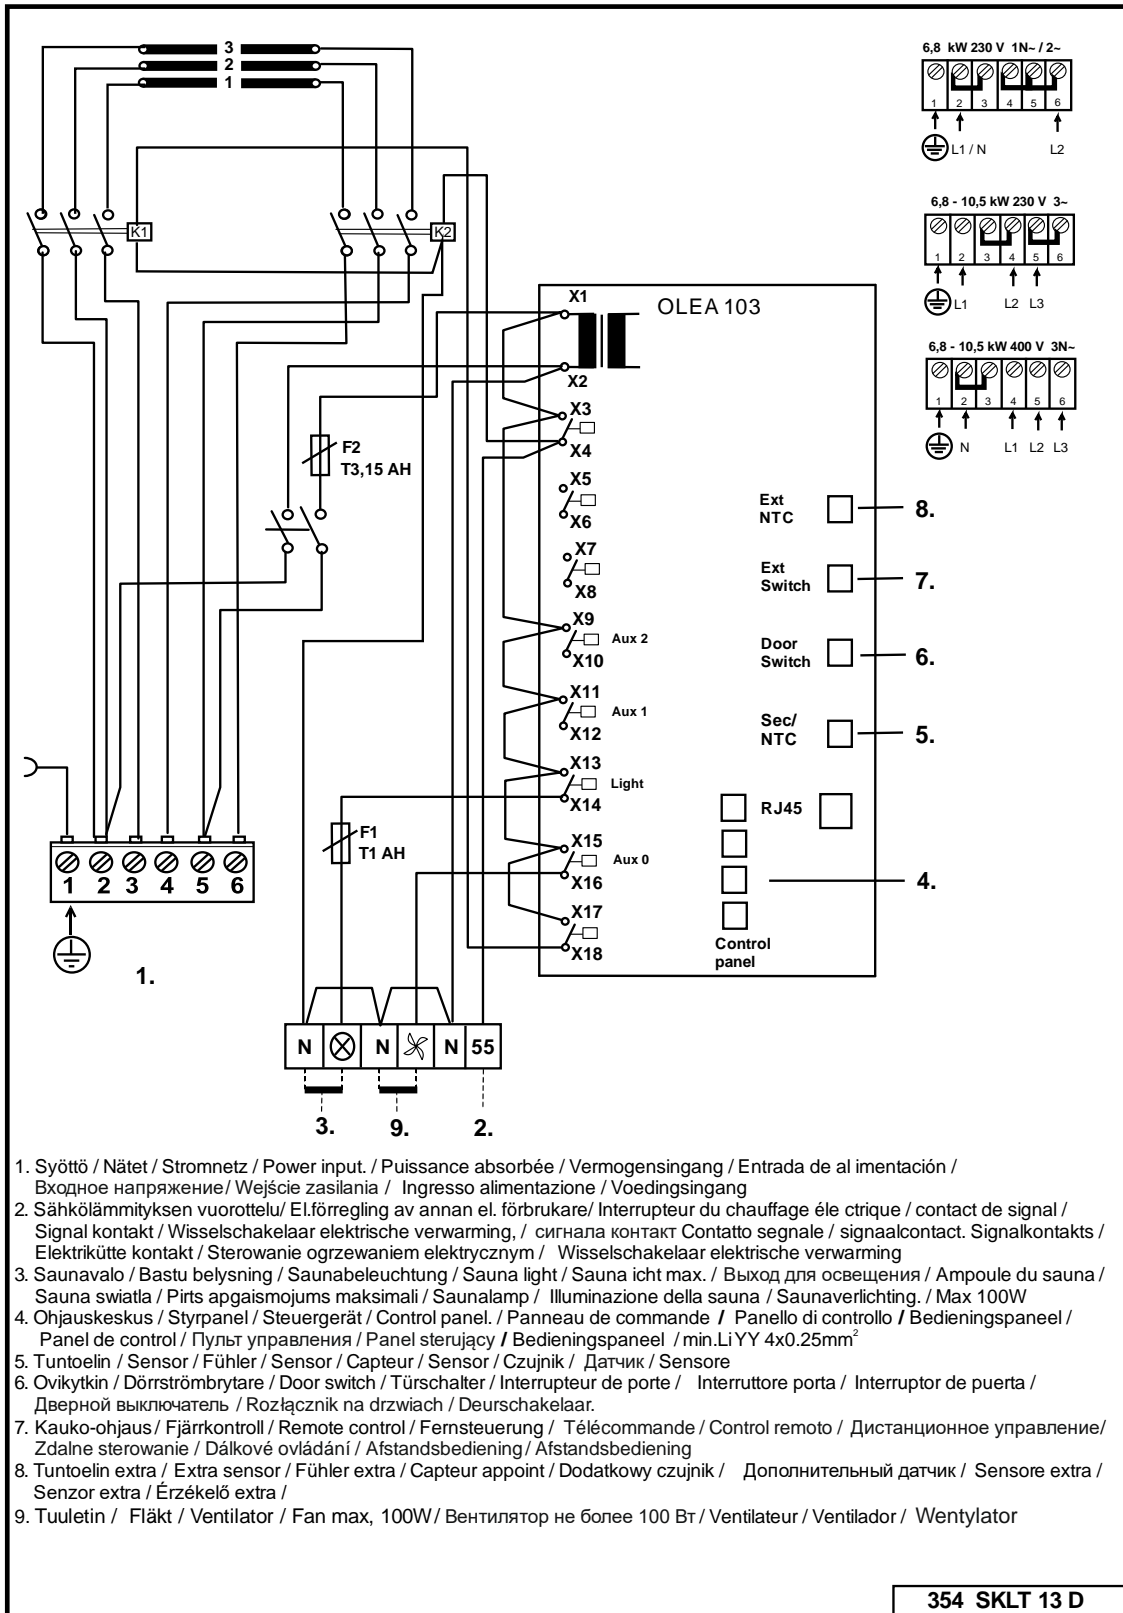 3
2
1
K1
K2
6,8 kW 230 V 1N~ / 2~
1 2 3 4 5 6
L1 / N L2
6,8 - 10,5 kW 230 V 3~
1 2 3 4 5 6
L1 L2 L3
6,8 - 10,5 kW 400 V 3N~
1 2 3 4 5 6
N L1 L2 L3
OLEA 103
X1
X2
X3
X4
X5
X6
X7
X8
X9
Aux 2
X10
X11
Aux 1
X12
X13
Light
X14
X15
Aux 0
X16
X17
X18
F2
T3,15 AH
F1
T1 AH
Ext
NTC
8.
Ext
Switch
7.
Door
Switch
6.
Sec/
NTC
5.
RJ45
4.
Control
panel
1 2 3 4 5 6
1.
N N N 55
3. 9. 2.
1. Syöttö / Nätet / Stromnetz / Power input. / Puissance absorbée / Vermogensingang / Entrada de al imentación /
Входное напряжение/ Wejście zasilania / Ingresso alimentazione / Voedingsingang
2. Sähkölämmityksen vuorottelu/ El.förregling av annan el. förbrukare/ Interrupteur du chauffage éle ctrique / contact de signal /
Signal kontakt / Wisselschakelaar elektrische verwarming, / сигнала контакт Contatto segnale / signaalcontact. Signalkontakts /
Elektrikütte kontakt / Sterowanie ogrzewaniem elektrycznym / Wisselschakelaar elektrische verwarming
3. Saunavalo / Bastu belysning / Saunabeleuchtung / Sauna light / Sauna icht max. / Выход для освещения / Ampoule du sauna /
Sauna swiatla / Pirts apgaismojums maksimali / Saunalamp / Illuminazione della sauna / Saunaverlichting. / Max 100W
4. Ohjauskeskus / Styrpanel / Steuergerät / Control panel. / Panneau de commande / Panello di controllo / Bedieningspaneel /
Panel de control / Пульт управления / Panel sterujący / Bedieningspaneel / min.LiYY 4x0.25mm²
5. Tuntoelin / Sensor / Fühler / Sensor / Capteur / Sensor / Czujnik / Датчик / Sensore
6. Ovikytkin / Dörrströmbrytare / Door switch / Türschalter / Interrupteur de porte / Interruttore porta / Interruptor de puerta /
Дверной выключатель / Rozłącznik na drzwiach / Deurschakelaar.
7. Kauko-ohjaus / Fjärrkontroll / Remote control / Fernsteuerung / Télécommande / Control remoto / Дистанционное управление/
Zdalne sterowanie / Dálkové ovládání / Afstandsbediening / Afstandsbediening
8. Tuntoelin extra / Extra sensor / Fühler extra / Capteur appoint / Dodatkowy czujnik / Дополнительный датчик / Sensore extra /
Senzor extra / Érzékelő extra /
9. Tuuletin / Fläkt / Ventilator / Fan max, 100W / Вентилятор не более 100 Вт / Ventilateur / Ventilador / Wentylator
354 SKLT 13 D